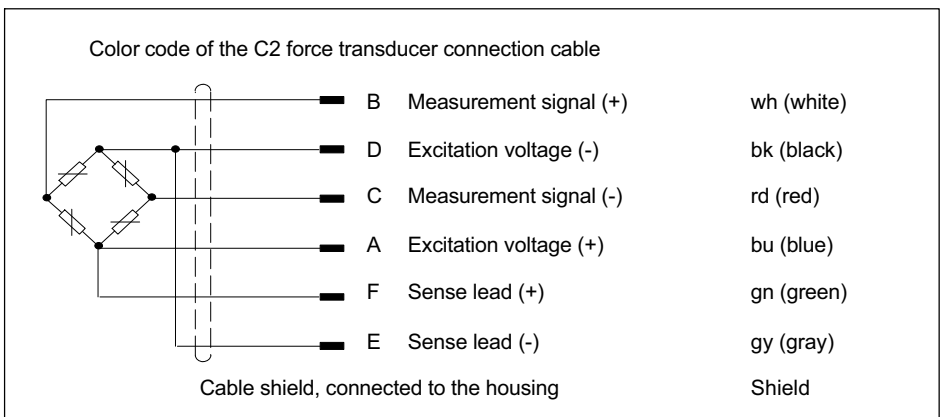 Color code of the C2 force transducer connection cable
B Measurement signal (+) wh (white)
D Excitation voltage (-) bk (black)
C Measurement signal (-) rd (red)
A Excitation voltage (+) bu (blue)
F Sense lead (+) gn (green)
E Sense lead (-) gy (gray)
Cable shield, connected to the housing Shield